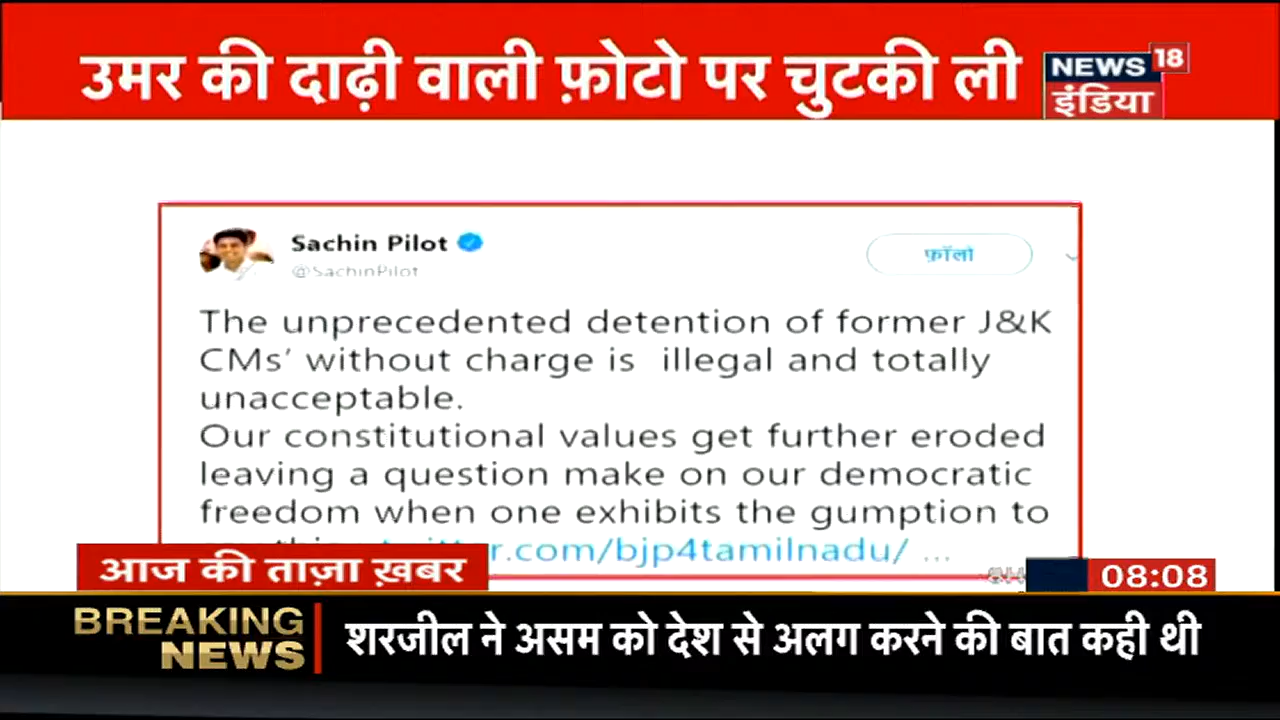 उमर की दाढ़ी वाली फ़ोटो पर चुटकी ली
NEWS 18
इंडिया
Sachin Pilot
@SachinPilot
फ़ॉलो
The unprecedented detention of former J&K
CMs’ without charge is illegal and totally
unacceptable.
Our constitutional values get further eroded
leaving a question make on our democratic
freedom when one exhibits the gumption to
r.com/bjp4tamilnadu/ ...
आज की ताज़ा ख़बर
08:08
BREAKING
NEWS
शरजील ने असम को देश से अलग करने की बात कही थी